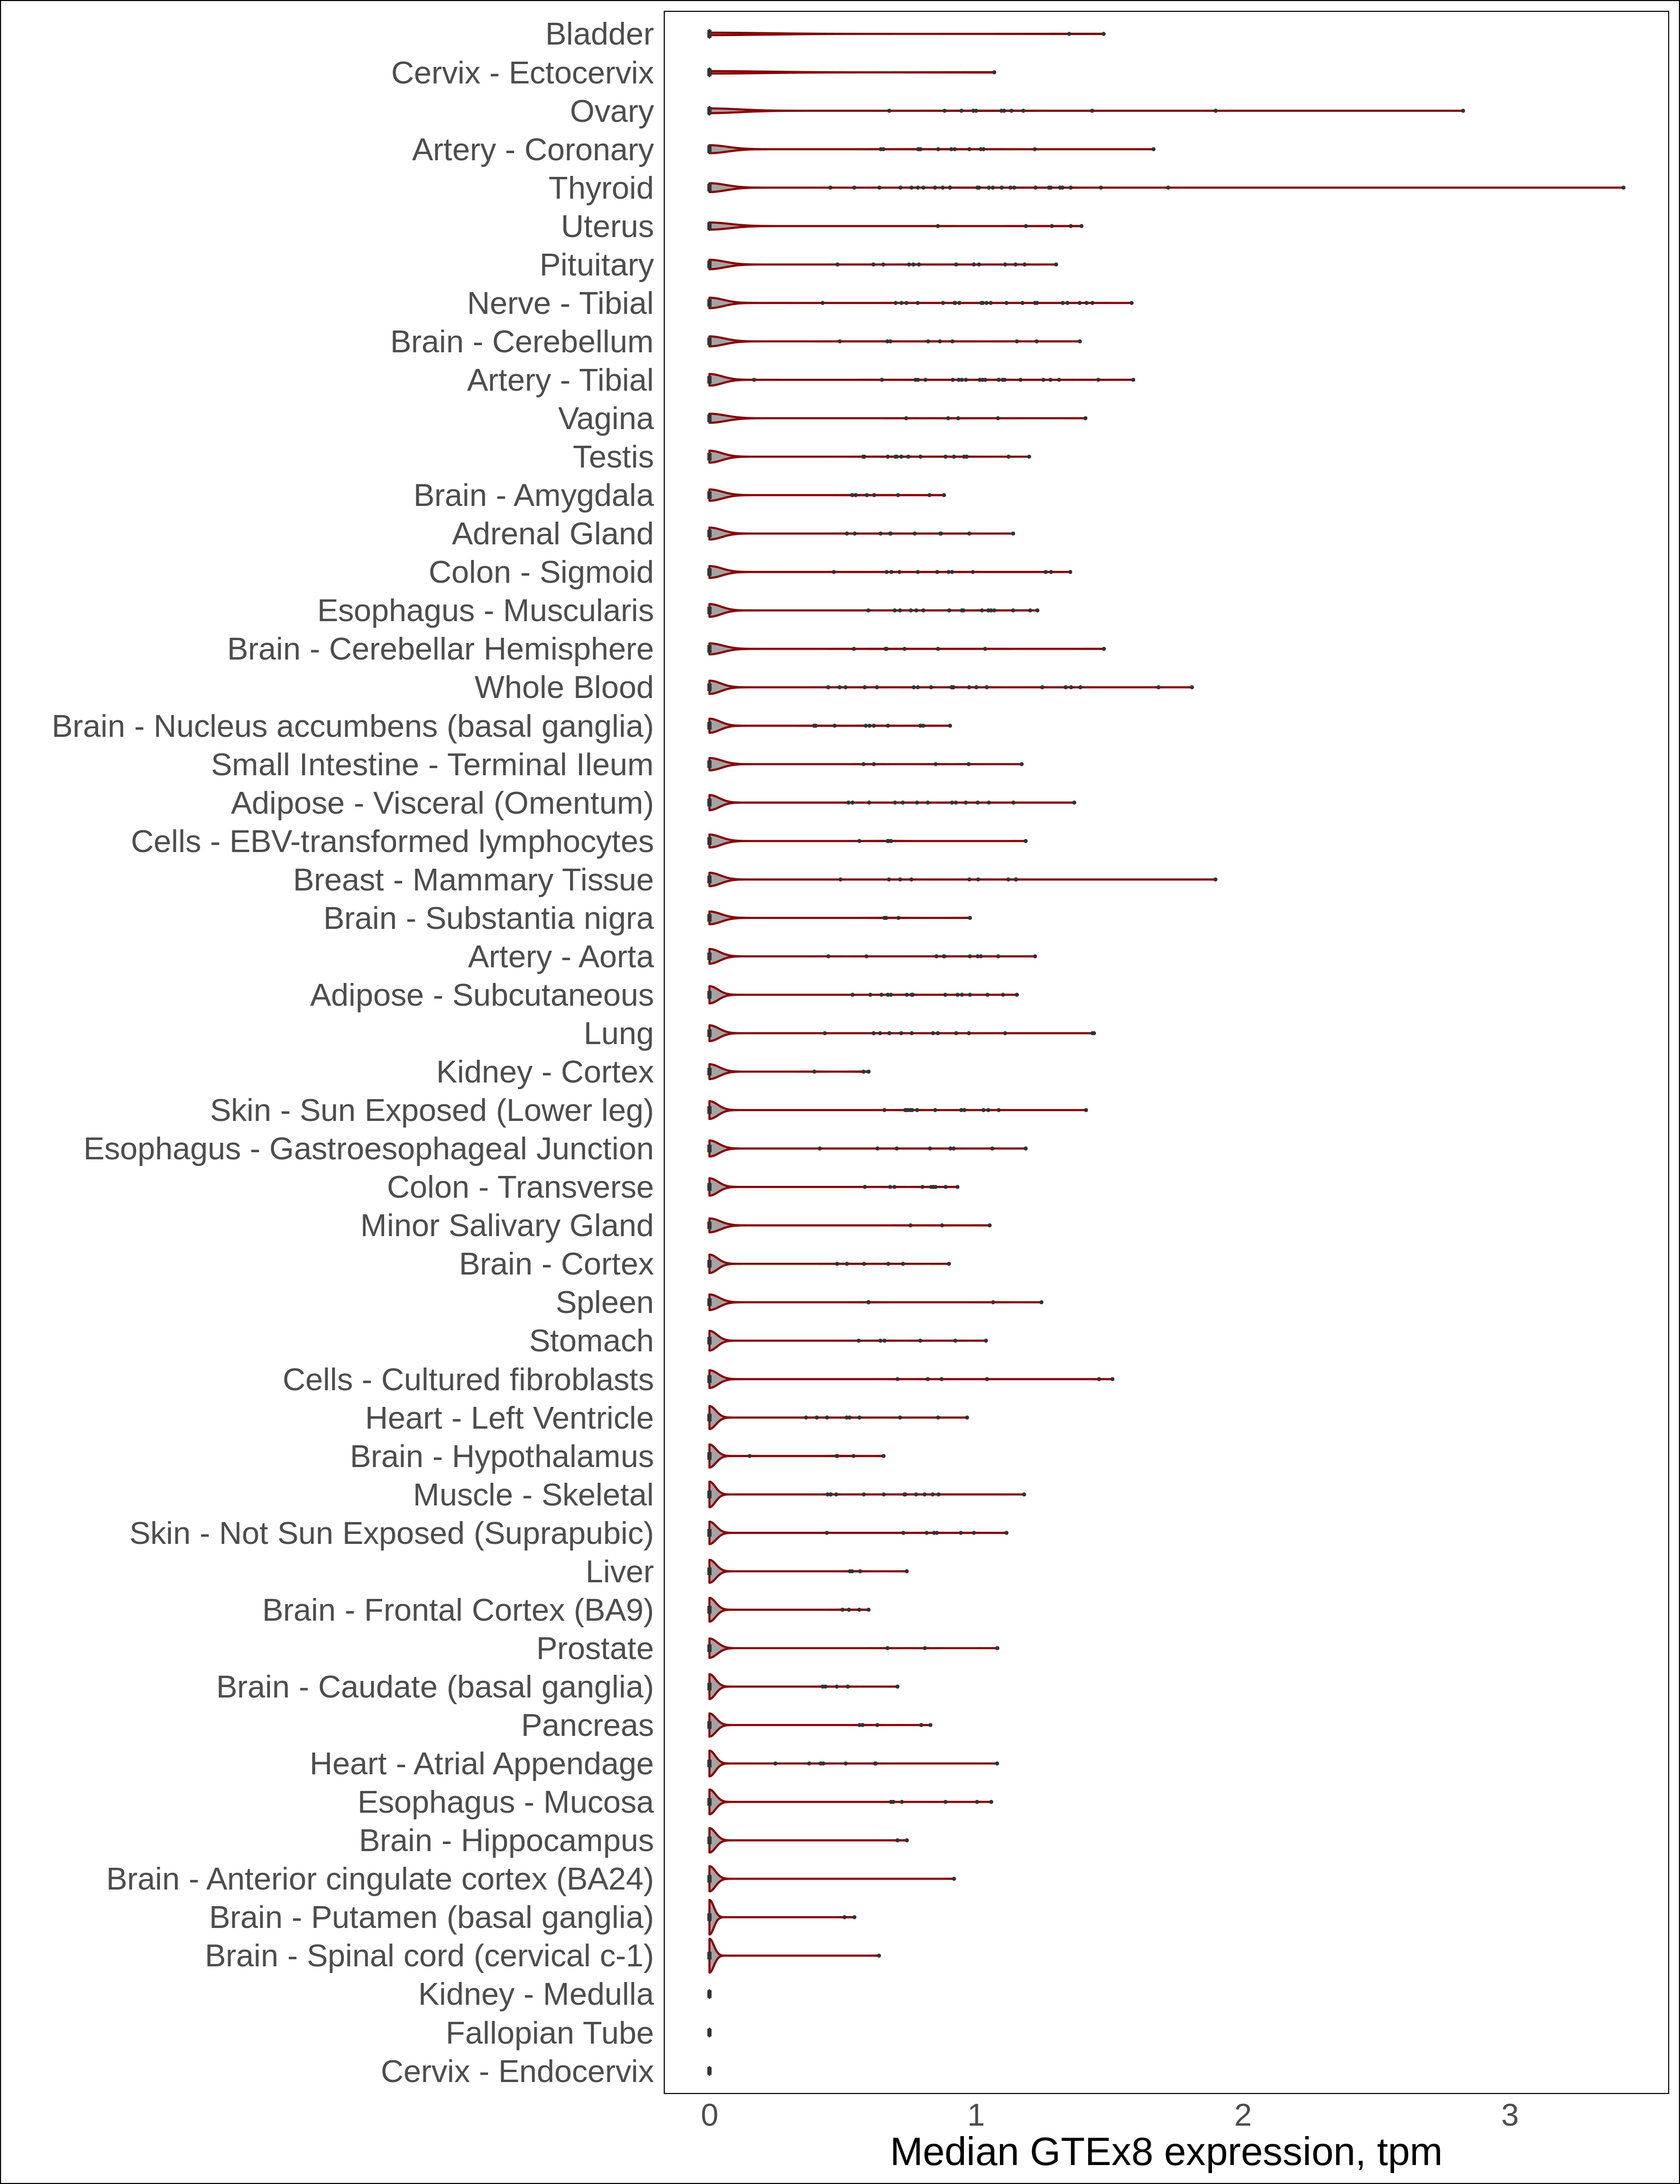 Bladder
Cervix - Ectocervix
Ovary
Artery - Coronary
Thyroid
Uterus
Pituitary
Nerve - Tibial
Brain - Cerebellum
Artery - Tibial
Vagina
Testis
Brain - Amygdala
Adrenal Gland
Colon - Sigmoid
Esophagus - Muscularis
Brain - Cerebellar Hemisphere
Whole Blood
Brain - Nucleus accumbens (basal ganglia)
Small Intestine - Terminal Ileum
Adipose - Visceral (Omentum)
Cells - EBV-transformed lymphocytes
Breast - Mammary Tissue
Brain - Substantia nigra
Artery - Aorta
Adipose - Subcutaneous
Lung
Kidney - Cortex
Skin - Sun Exposed (Lower leg)
Esophagus - Gastroesophageal Junction
Colon - Transverse
Minor Salivary Gland
Brain - Cortex
Spleen
Stomach
Cells - Cultured fibroblasts
Heart - Left Ventricle
Brain - Hypothalamus
Muscle - Skeletal
Skin - Not Sun Exposed (Suprapubic)
Liver
Brain - Frontal Cortex (BA9)
Prostate
Brain - Caudate (basal ganglia)
Pancreas
Heart - Atrial Appendage
Esophagus - Mucosa
Brain - Hippocampus
Brain - Anterior cingulate cortex (BA24)
Brain - Putamen (basal ganglia)
Brain - Spinal cord (cervical c-1)
Kidney - Medulla
Fallopian Tube
Cervix - Endocervix
0 1 2 3
Median GTEx8 expression, tpm